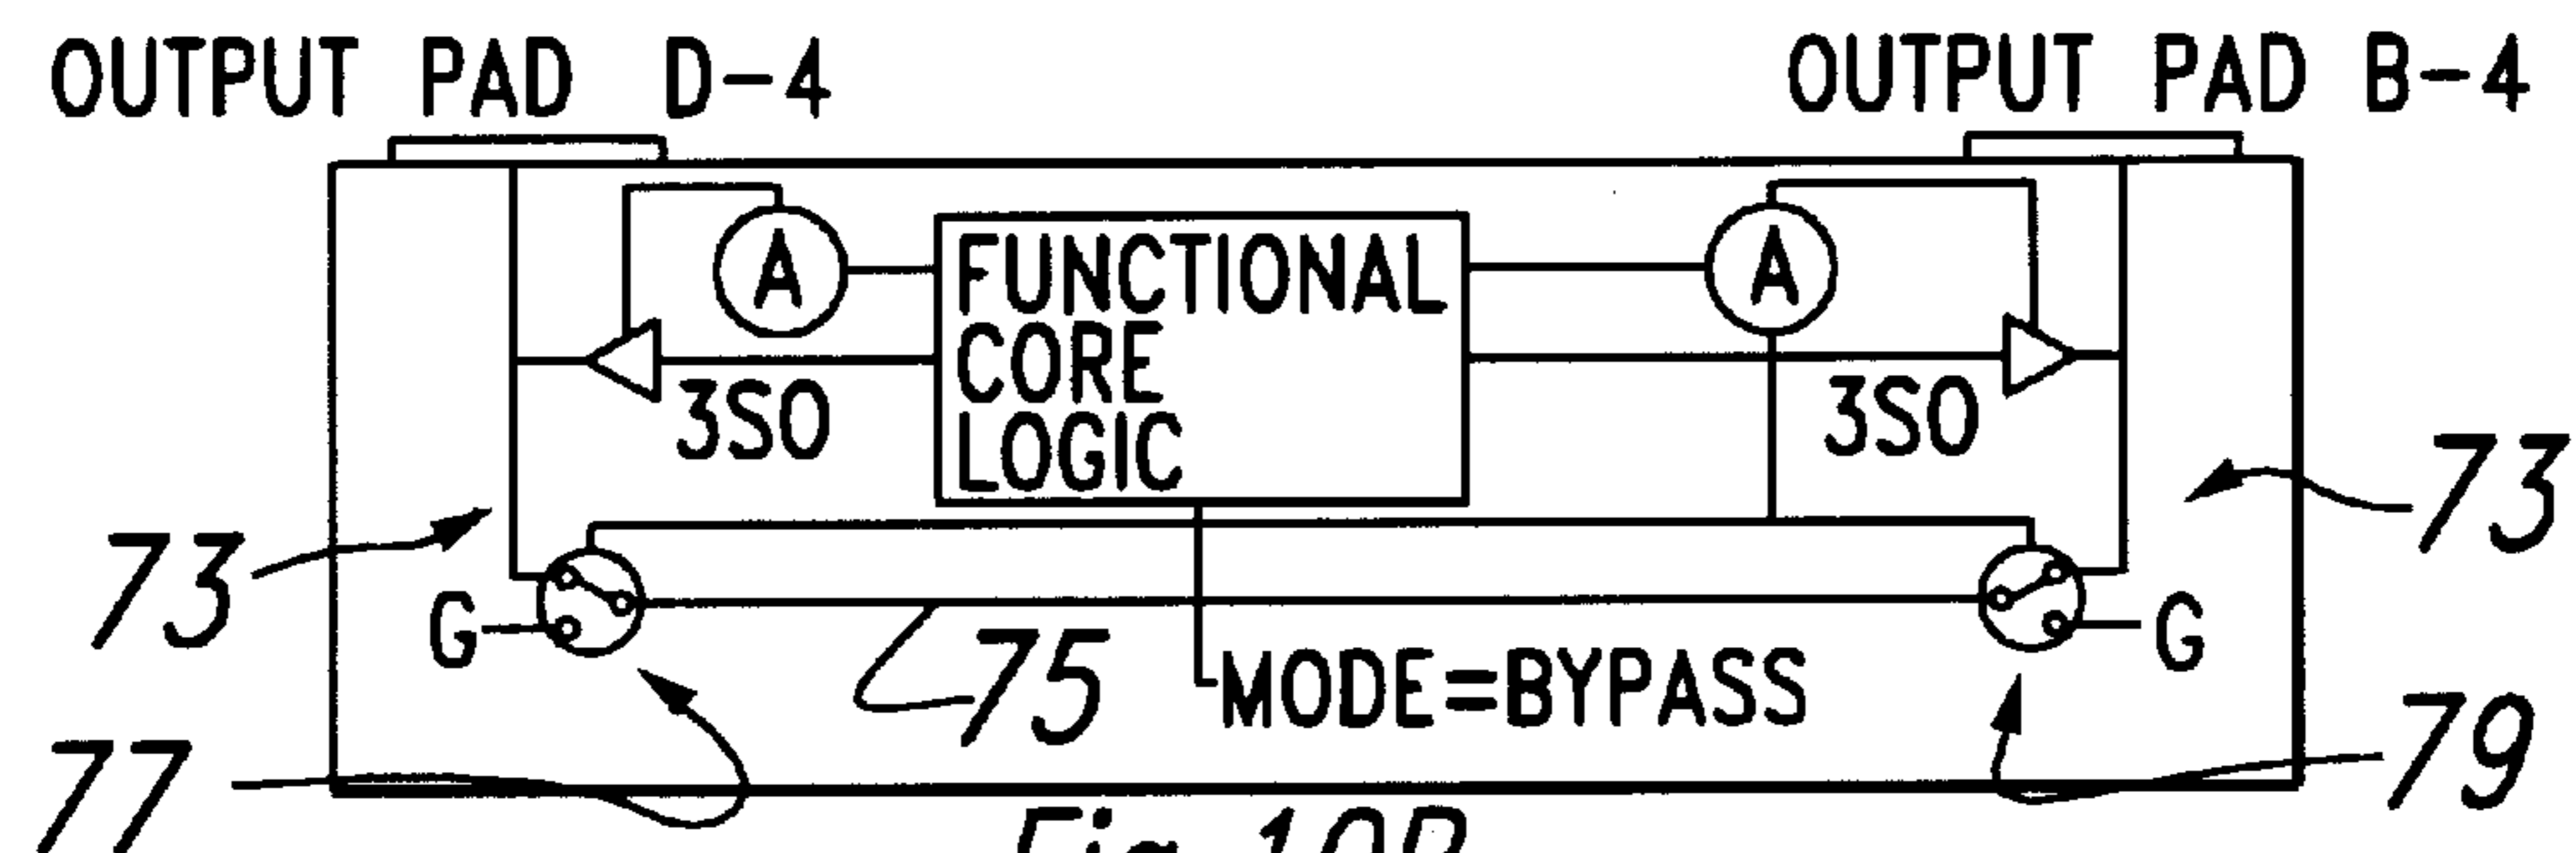 OUTPUT PAD D-4
OUTPUT PAD B-4
A
FUNCTIONAL
CORE
LOGIC
A
3SO
3SO
73
73
G
G
75
MODE=BYPASS
77
79